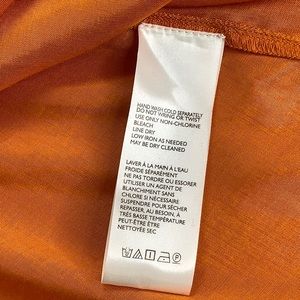 HAND WASH COLD SEPARATELY
DO NOT WRING OR TWIST
USE ONLY NON-CHLORINE
BLEACH
LINE DRY
LOW IRON AS NEEDED
MAY BE DRY CLEANED
LAVER À LA MAIN À L'EAU
FROIDE SÉPARÉMENT
NE PAS TORDRE OU ESSORER
UTILISER UN AGENT DE
BLANCHIMENT SANS
CHLORE SEULEMENT
SUSPENDRE POUR SÉCHER
REPASSER, AU BESOIN, À
TRÈS BASSE TEMPÉRATURE
PEUT-ÊTRE ÊTRE
NETTOYÉE SEC